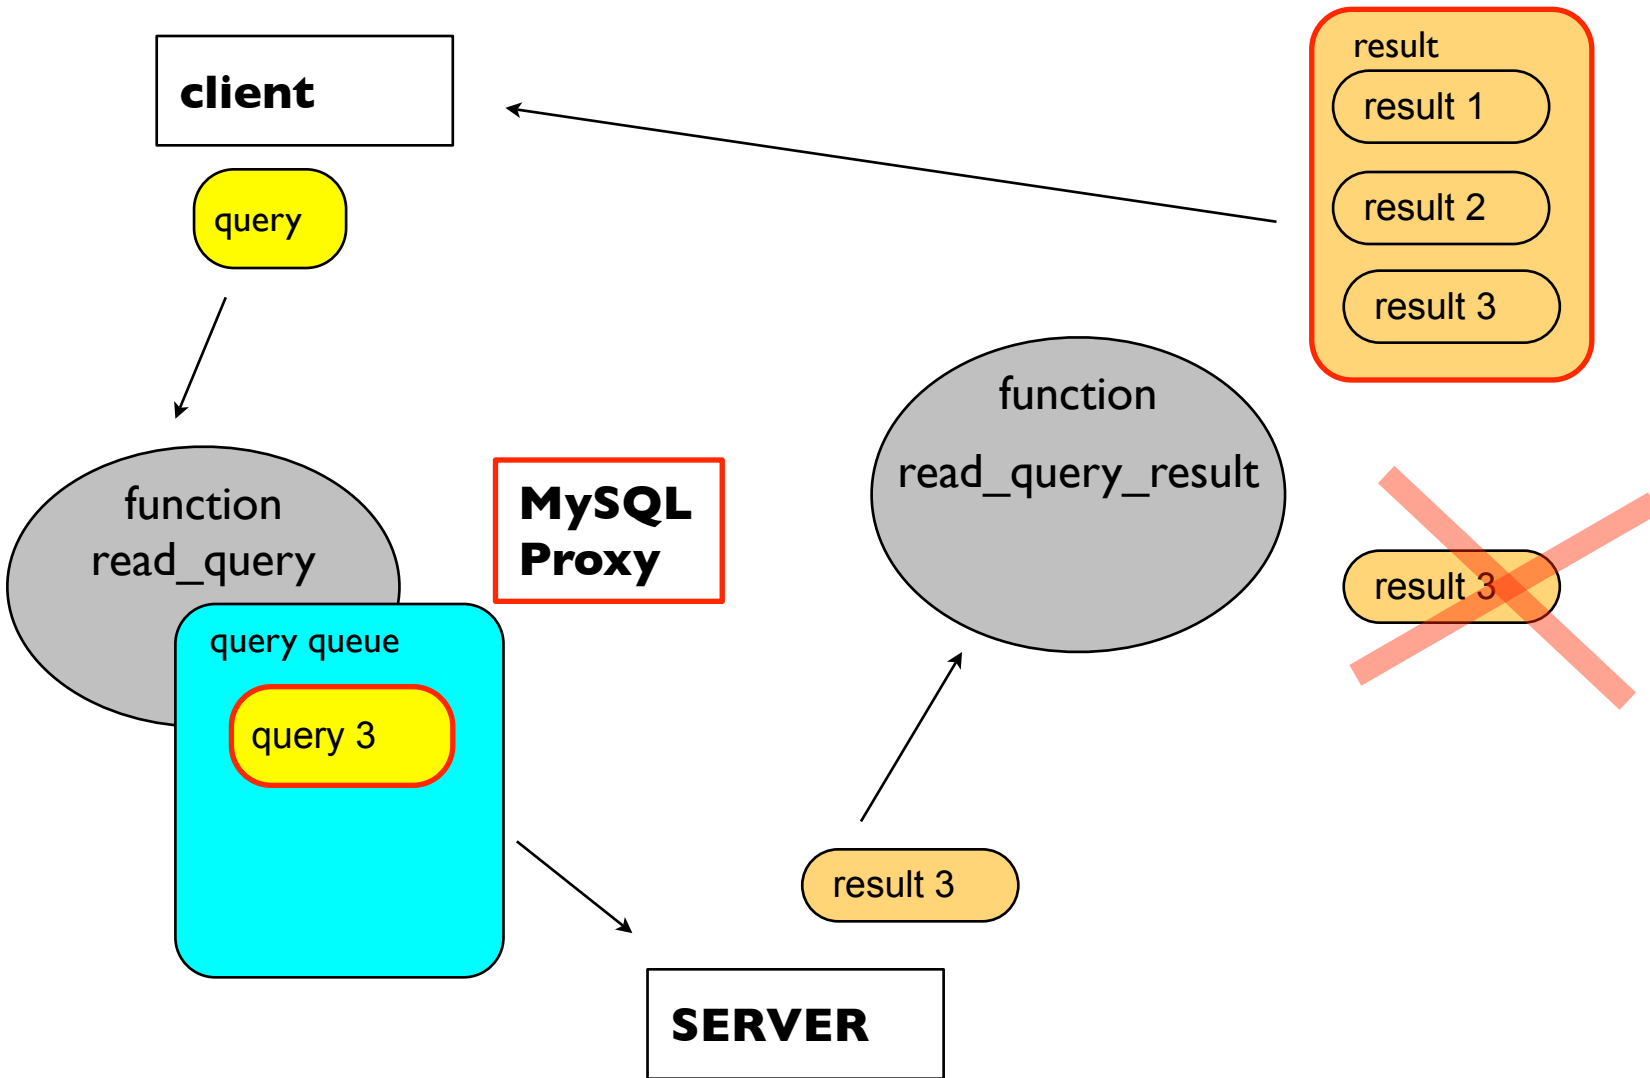 client
query
function
read_query
query queue
query 3
MySQL
Proxy
SERVER
result 3
function
read_query_result
result
result 1
result 2
result 3
result 3